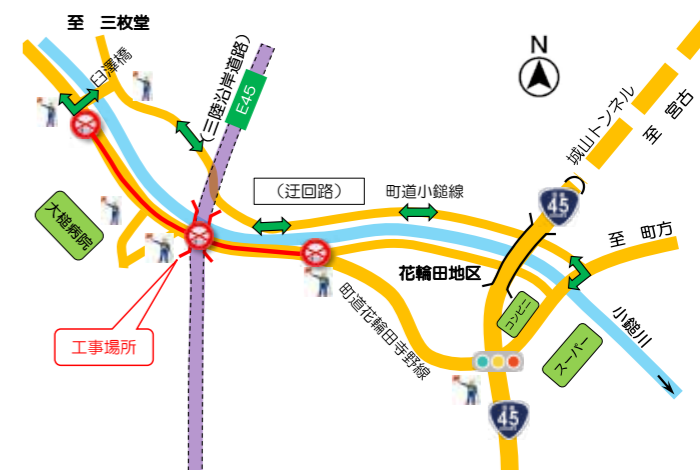 至　三枚堂
臼澤橋
(三陸沿岸道路)
E45
N
城山トンネル
至　宮古
大槌病院
(迂回路)
町道小鎚線
45
至　町方
花輪田地区
コンビニ
スーパー
小鎚川
工事場所
町道花輪田寺野線
45